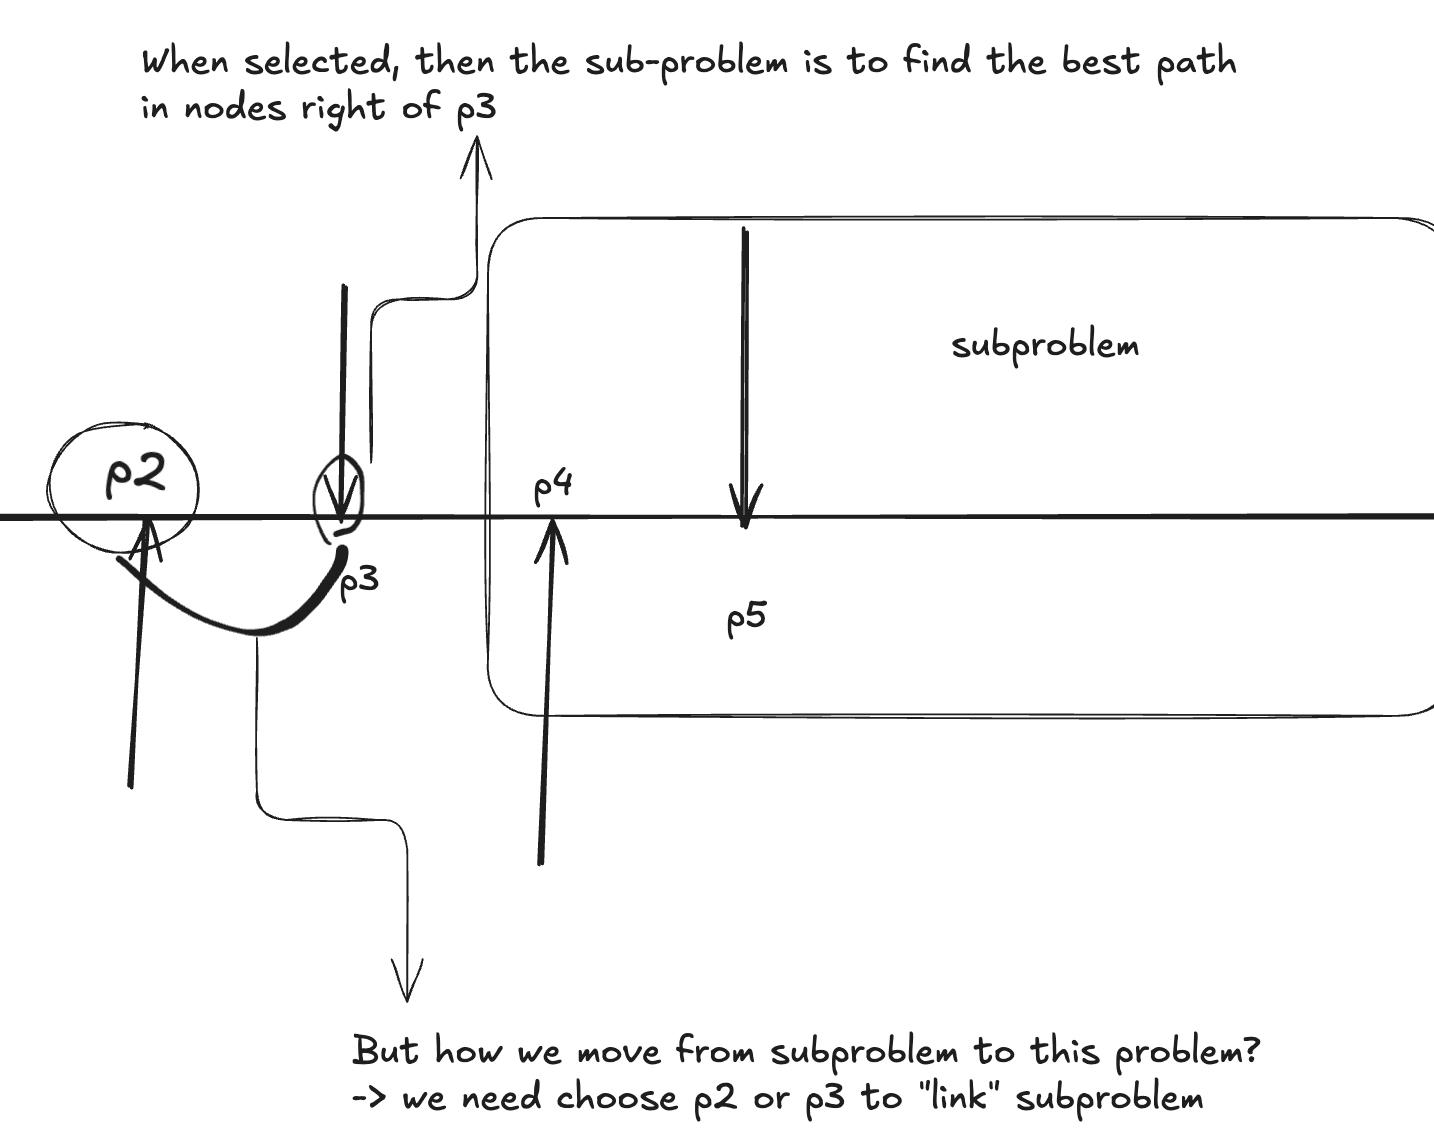 When selected, then the sub-problem is to find the best path
in nodes right of p3
subproblem
p2
p4
p3
p5
But how we move from subproblem to this problem?
-> we need choose p2 or p3 to "link" subproblem